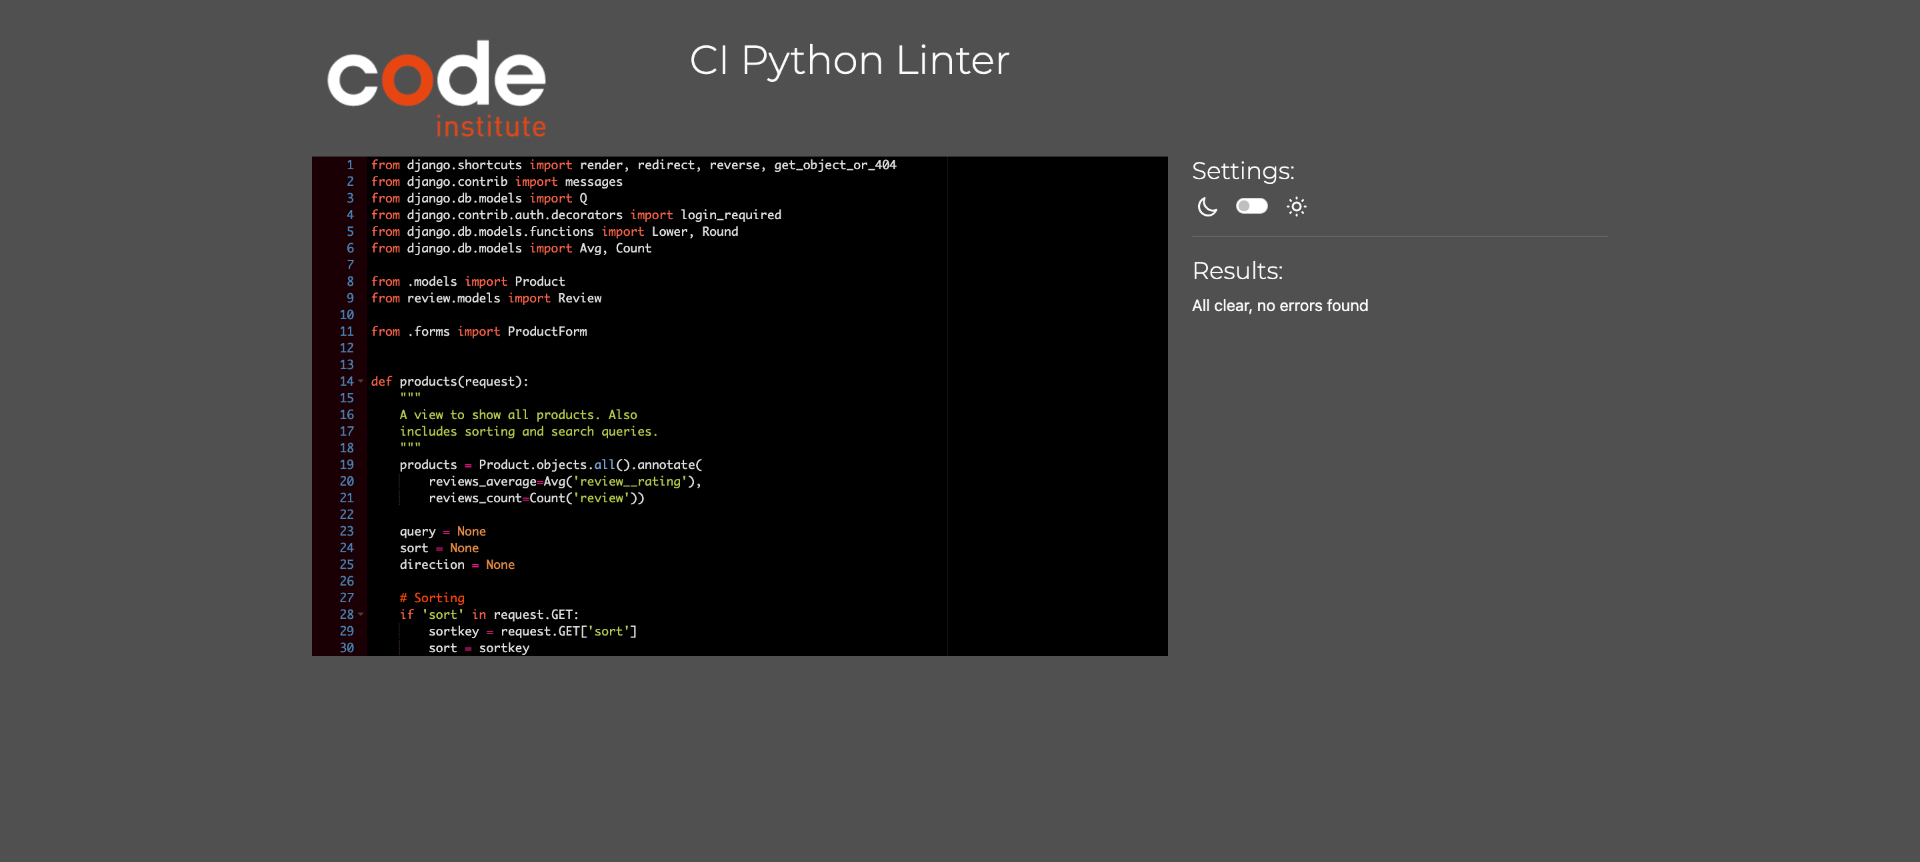 code
institute
CI Python Linter
1 from django.shortcuts import render, redirect, reverse, get_object_or_404
2 from django.contrib import messages
3 from django.db.models import Q
4 from django.contrib.auth.decorators import login_required
5 from django.db.models.functions import Lower, Round
6 from django.db.models import Avg, Count
7
8 from .models import Product
9 from review.models import Review
10
11 from .forms import ProductForm
12
13
14 def products(request):
15     """
16     A view to show all products. Also
17     includes sorting and search queries.
18     """
19     products = Product.objects.all().annotate(
20         reviews_average=Avg('review__rating'),
21         reviews_count=Count('review'))
22
23     query = None
24     sort = None
25     direction = None
26
27     # Sorting
28     if 'sort' in request.GET:
29         sortkey = request.GET['sort']
30         sort = sortkey
Settings:
Results:
All clear, no errors found